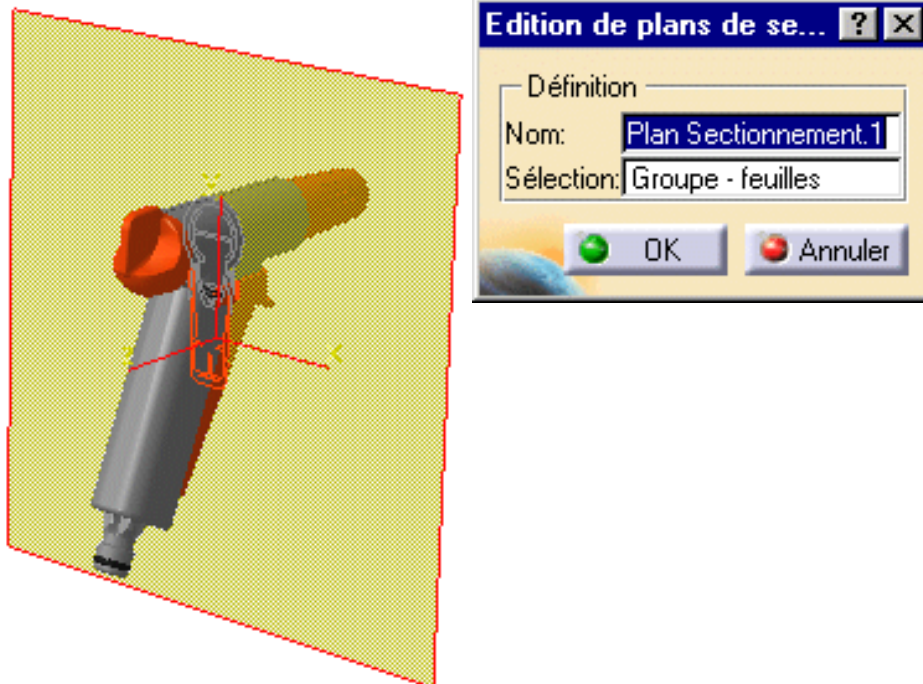 Edition de plans de se...
Définition
Nom: Plan Sectionnement.1
Sélection: Groupe - feuilles
OK Annuler
Y
Z X